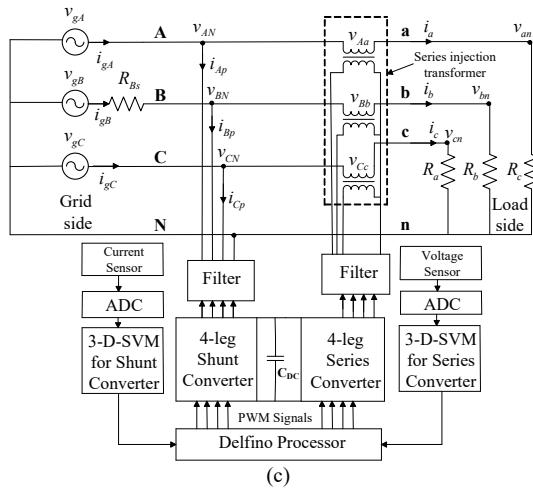 v_gA
A
v_AN
v_Aa
a
i_a
v_an
i_gA
i_Ap
Series injection
transformer
v_gB
R_Bs
B
v_BN
v_Bb
b
i_b
v_bn
i_gB
i_Bp
c
i_c
v_cn
v_gC
C
v_CN
v_Cc
i_gC
i_Cp
R_a
R_b
R_c
Grid
side
N
n
Load
side
Current
Sensor
ADC
3-D-SVM
for Shunt
Converter
Filter
Filter
Voltage
Sensor
ADC
3-D-SVM
for Series
Converter
4-leg
Shunt
Converter
C_DC
4-leg
Series
Converter
PWM Signals
Delfino Processor
(c)